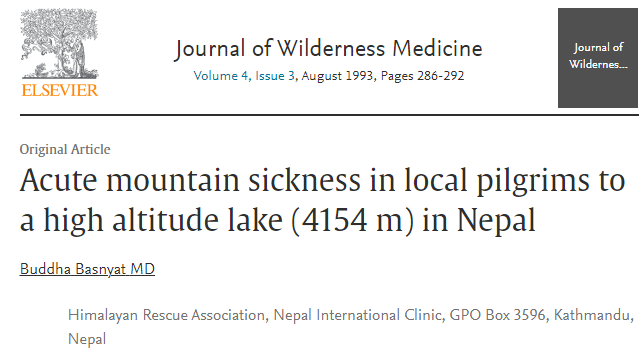 ELSEVIER
Journal of Wilderness Medicine
Volume 4, Issue 3, August 1993, Pages 286-292
Journal of
Wildernes...
Original Article
Acute mountain sickness in local pilgrims to
a high altitude lake (4154 m) in Nepal
Buddha Basnyat MD
Himalayan Rescue Association, Nepal International Clinic, GPO Box 3596, Kathmandu,
Nepal